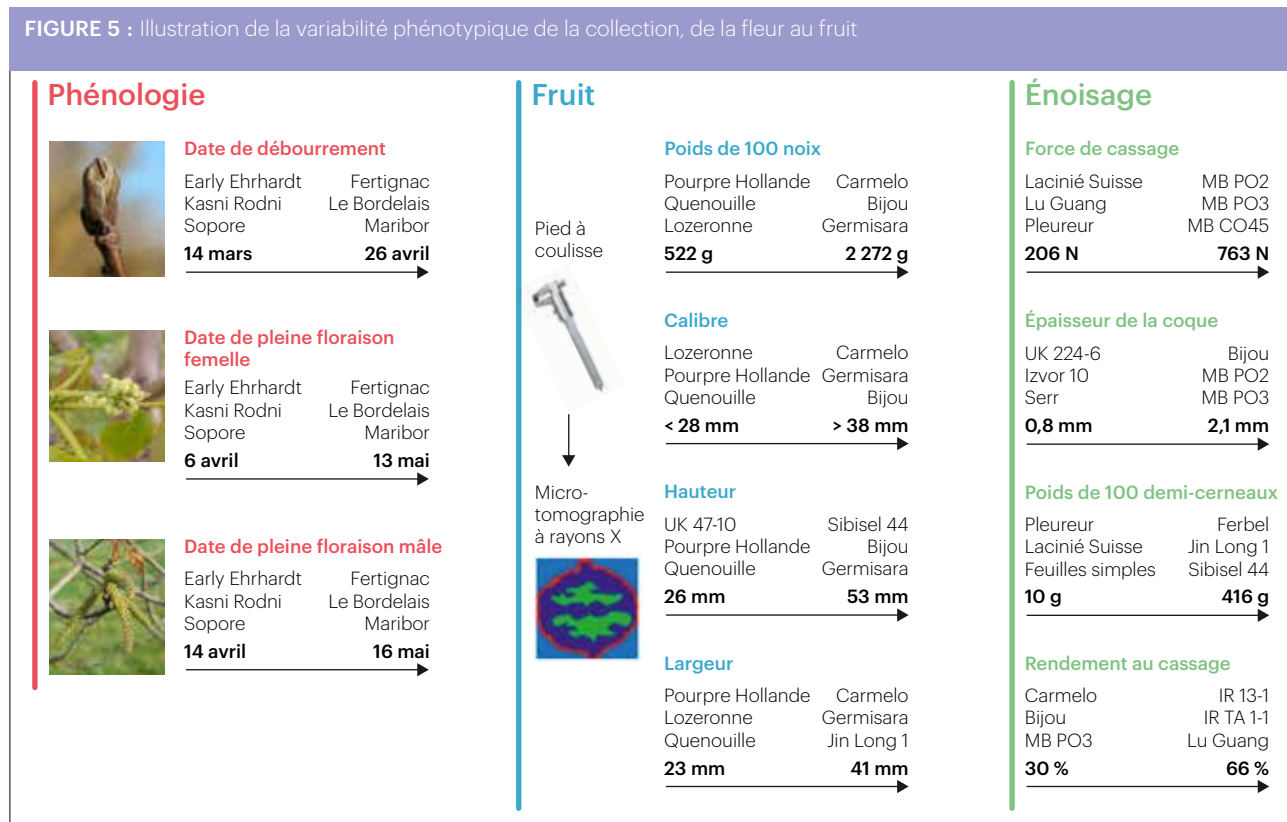 FIGURE 5 : Illustration de la variabilité phénotypique de la collection, de la fleur au fruit
Phénologie
Date de débourrement
Early Ehrhardt Fertignac
Kasni Rodni Le Bordelais
Sopore Maribor
14 mars 26 avril
Date de pleine floraison
femelle
Early Ehrhardt Fertignac
Kasni Rodni Le Bordelais
Sopore Maribor
6 avril 13 mai
Date de pleine floraison mâle
Early Ehrhardt Fertignac
Kasni Rodni Le Bordelais
Sopore Maribor
14 avril 16 mai
Fruit
Pied à
coulisse
Micro-
tomographie
à rayons X
Poids de 100 noix
Pourpre Hollande Carmelo
Quenouille Bijou
Lozeronne Germisara
522 g 2 272 g
Calibre
Lozeronne Carmelo
Pourpre Hollande Germisara
Quenouille Bijou
< 28 mm > 38 mm
Hauteur
UK 47-10 Sibisel 44
Pourpre Hollande Bijou
Quenouille Germisara
26 mm 53 mm
Largeur
Pourpre Hollande Carmelo
Lozeronne Germisara
Quenouille Jin Long 1
23 mm 41 mm
Énoisage
Force de cassage
Lacinié Suisse MB PO2
Lu Guang MB PO3
Pleureur MB CO45
206 N 763 N
Épaisseur de la coque
UK 224-6 Bijou
Izvor 10 MB PO2
Serr MB PO3
0,8 mm 2,1 mm
Poids de 100 demi-cerneaux
Pleureur Ferbel
Lacinié Suisse Jin Long 1
Feuilles simples Sibisel 44
10 g 416 g
Rendement au cassage
Carmelo IR 13-1
Bijou IR TA 1-1
MB PO3 Lu Guang
30 % 66 %